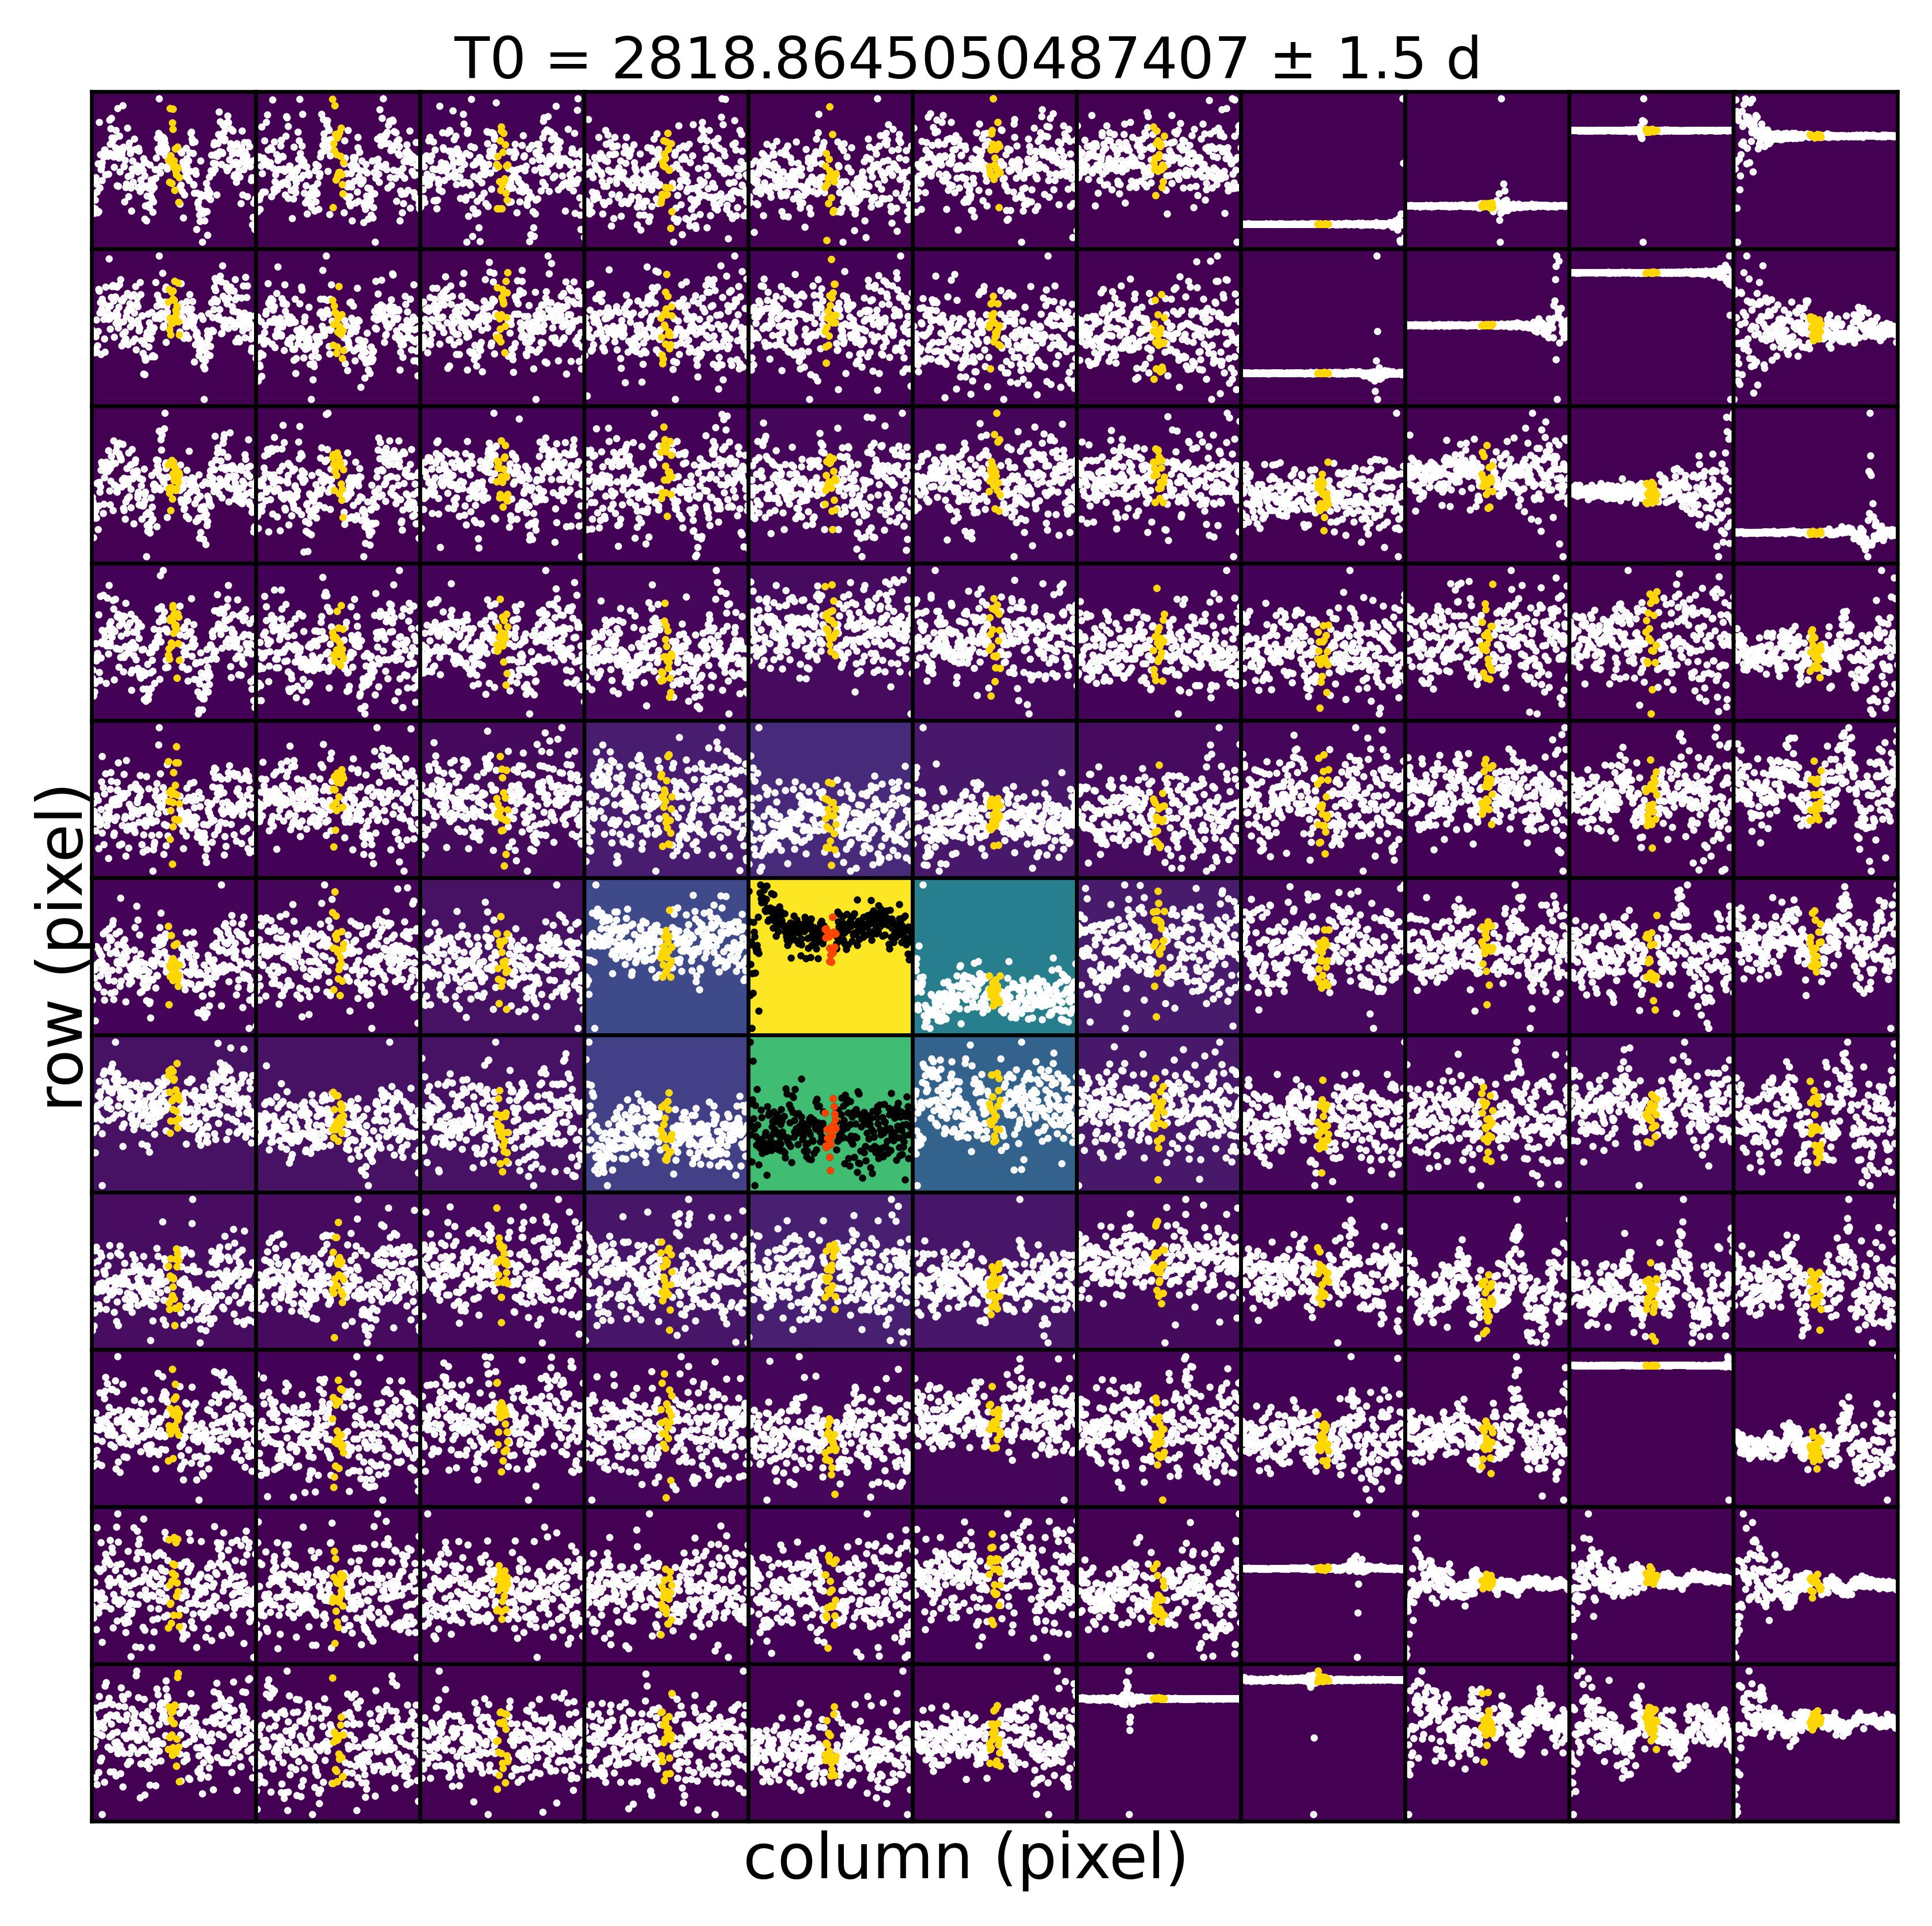 T0 = 2818.8645050487407 ± 1.5 d
row (pixel)
column (pixel)